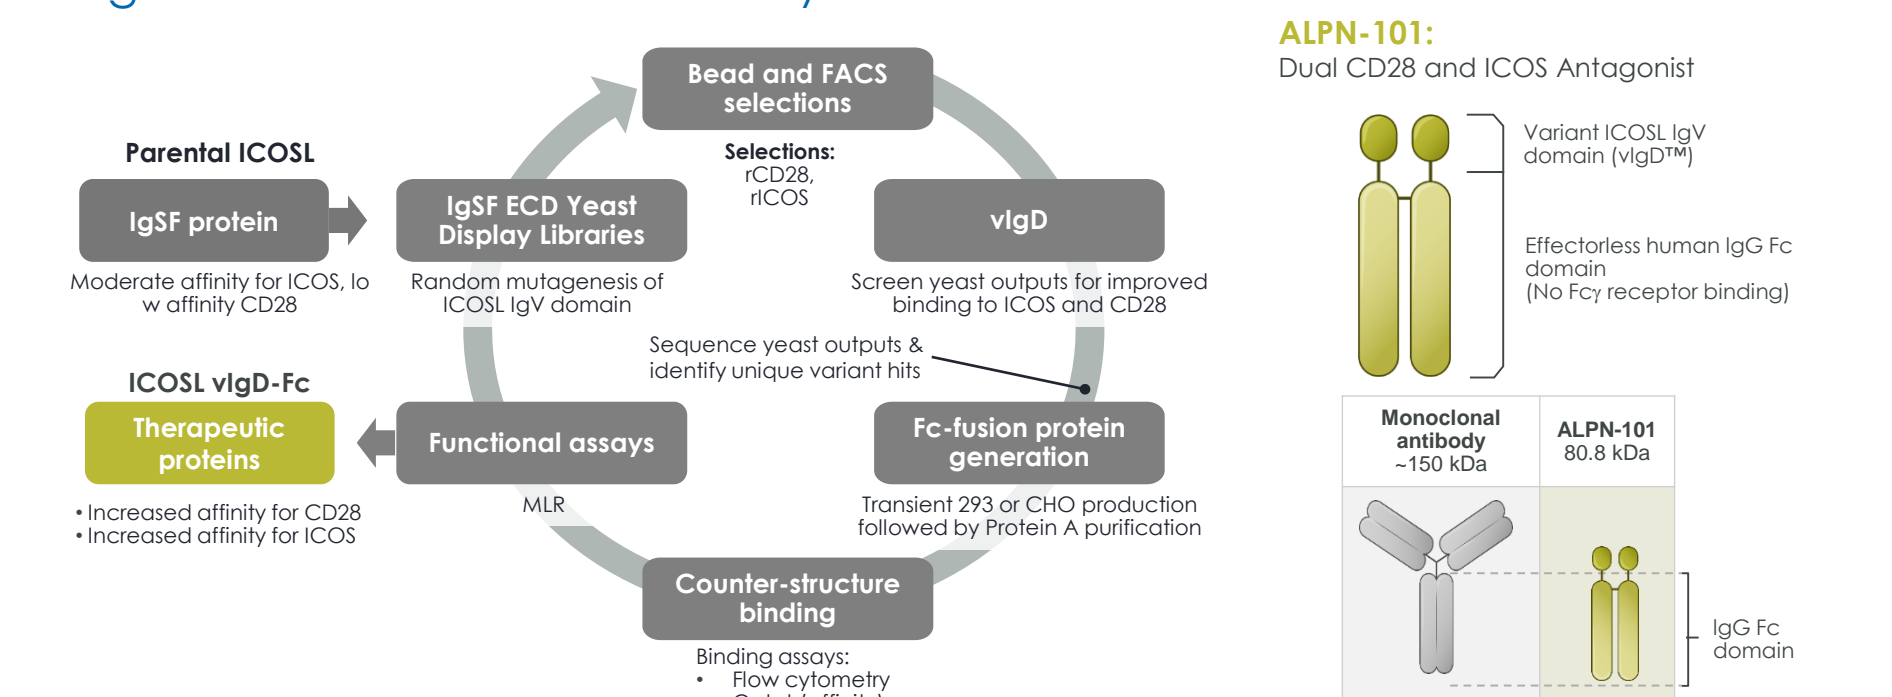 ALPN-101:
Dual CD28 and ICOS Antagonist
Bead and FACS
selections
Selections:
rCD28,
rICOS
Parental ICOSL
IgSF protein
Moderate affinity for ICOS, lo
w affinity CD28
IgSF ECD Yeast
Display Libraries
Random mutagenesis of
ICOSL IgV domain
vIgD
Screen yeast outputs for improved
binding to ICOS and CD28
Sequence yeast outputs &
identify unique variant hits
ICOSL vIgD-Fc
Therapeutic
proteins
• Increased affinity for CD28
• Increased affinity for ICOS
Functional assays
MLR
Fc-fusion protein
generation
Transient 293 or CHO production
followed by Protein A purification
Counter-structure
binding
Binding assays:
• Flow cytometry
Variant ICOSL IgV
domain (vIgD™)
Effectorless human IgG Fc
domain
(No Fcγ receptor binding)
Monoclonal
antibody
~150 kDa
ALPN-101
80.8 kDa
IgG Fc
domain